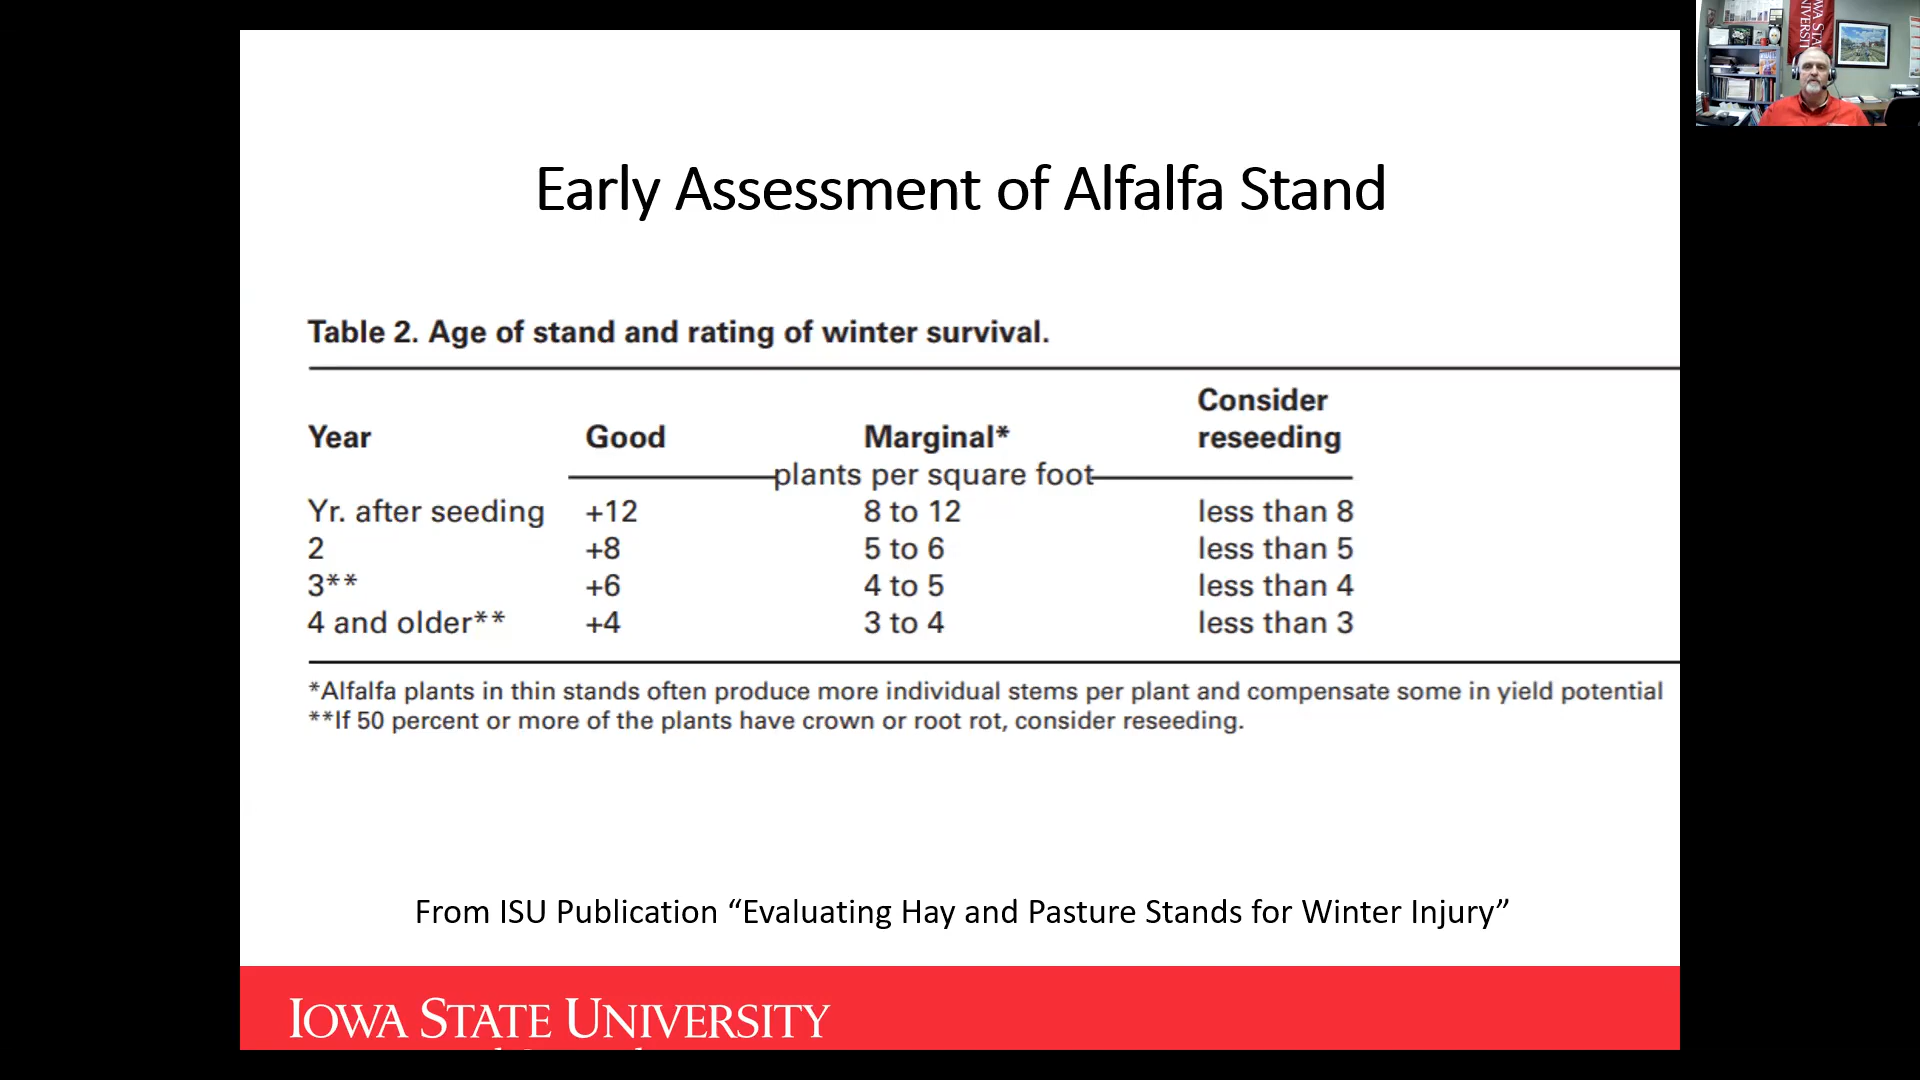 Early Assessment of Alfalfa Stand
Table 2. Age of stand and rating of winter survival.
Consider
Year Good Marginal* reseeding
plants per square foot
Yr. after seeding +12 8 to 12 less than 8
2 +8 5 to 6 less than 5
3** +6 4 to 5 less than 4
4 and older** +4 3 to 4 less than 3
*Alfalfa plants in thin stands often produce more individual stems per plant and compensate some in yield potential
**If 50 percent or more of the plants have crown or root rot, consider reseeding.
From ISU Publication “Evaluating Hay and Pasture Stands for Winter Injury”
IOWA STATE UNIVERSITY